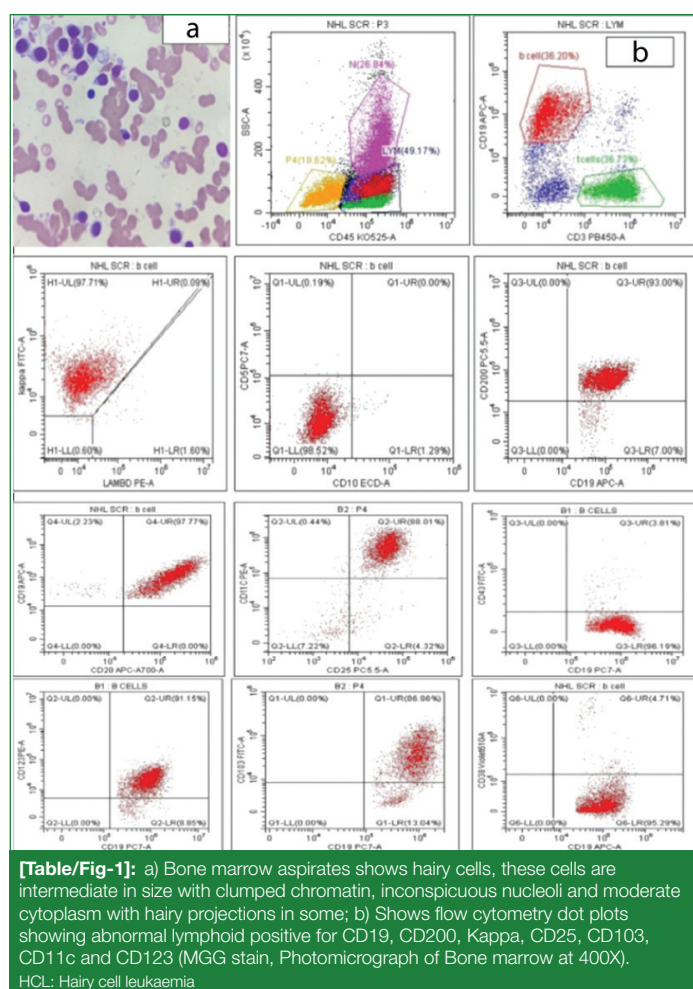 a
NHL SCR : P3
N(26.84%)
LYM(49.17%)
P4(18.62%)
SSC-A
(x10⁴)
0
200
400
-10⁴
10⁴
10⁵
10⁶
10⁷
CD45 KO525-A
NHL SCR : LYM
b
b cell(36.20%)
tcells(36.73%)
CD19 APC-A
CD3 PB450-A
NHL SCR : b cell
H1-UL(97.71%) H1-UR(0.09%)
H1-LL(0.60%) H1-LR(1.60%)
kappa FITC-A
LAMBD PE-A
NHL SCR : b cell
Q1-UL(0.19%) Q1-UR(0.00%)
Q1-LL(98.52%) Q1-LR(1.29%)
CD5 PC7-A
CD10 ECD-A
NHL SCR : b cell
Q3-UL(0.00%) Q3-UR(93.00%)
Q3-LL(0.00%) Q3-LR(7.00%)
CD200 PC5.5-A
CD19 APC-A
NHL SCR : b cell
Q4-UL(2.23%) Q4-UR(97.77%)
Q4-LL(0.00%) Q4-LR(0.00%)
CD19 APC-A
CD20 APC-A700-A
B2 : P4
Q2-UL(0.44%) Q2-UR(88.01%)
Q2-LL(7.22%) Q2-LR(4.32%)
CD11C PE-A
CD25 PC5.5-A
B1 : B CELLS
Q3-UL(0.00%) Q3-UR(3.81%)
Q3-LL(0.00%) Q3-LR(96.19%)
CD43 FITC-A
CD19 PC7-A
B1 : B CELLS
Q2-UL(0.00%) Q2-UR(91.15%)
Q2-LL(0.00%) Q2-LR(8.85%)
CD123 PE-A
CD19 PC7-A
B2 : P4
Q1-UL(0.00%) Q1-UR(86.96%)
Q1-LL(0.00%) Q1-LR(13.04%)
CD103 FITC-A
CD19 PC7-A
NHL SCR : b cell
Q6-UL(0.00%) Q6-UR(4.71%)
Q6-LL(0.00%) Q6-LR(95.29%)
CD38 Violet610A
CD19 APC-A
[Table/Fig-1]: a) Bone marrow aspirates shows hairy cells, these cells are
intermediate in size with clumped chromatin, inconspicuous nucleoli and moderate
cytoplasm with hairy projections in some; b) Shows flow cytometry dot plots
showing abnormal lymphoid positive for CD19, CD200, Kappa, CD25, CD103,
CD11c and CD123 (MGG stain, Photomicrograph of Bone marrow at 400X).
HCL: Hairy cell leukaemia